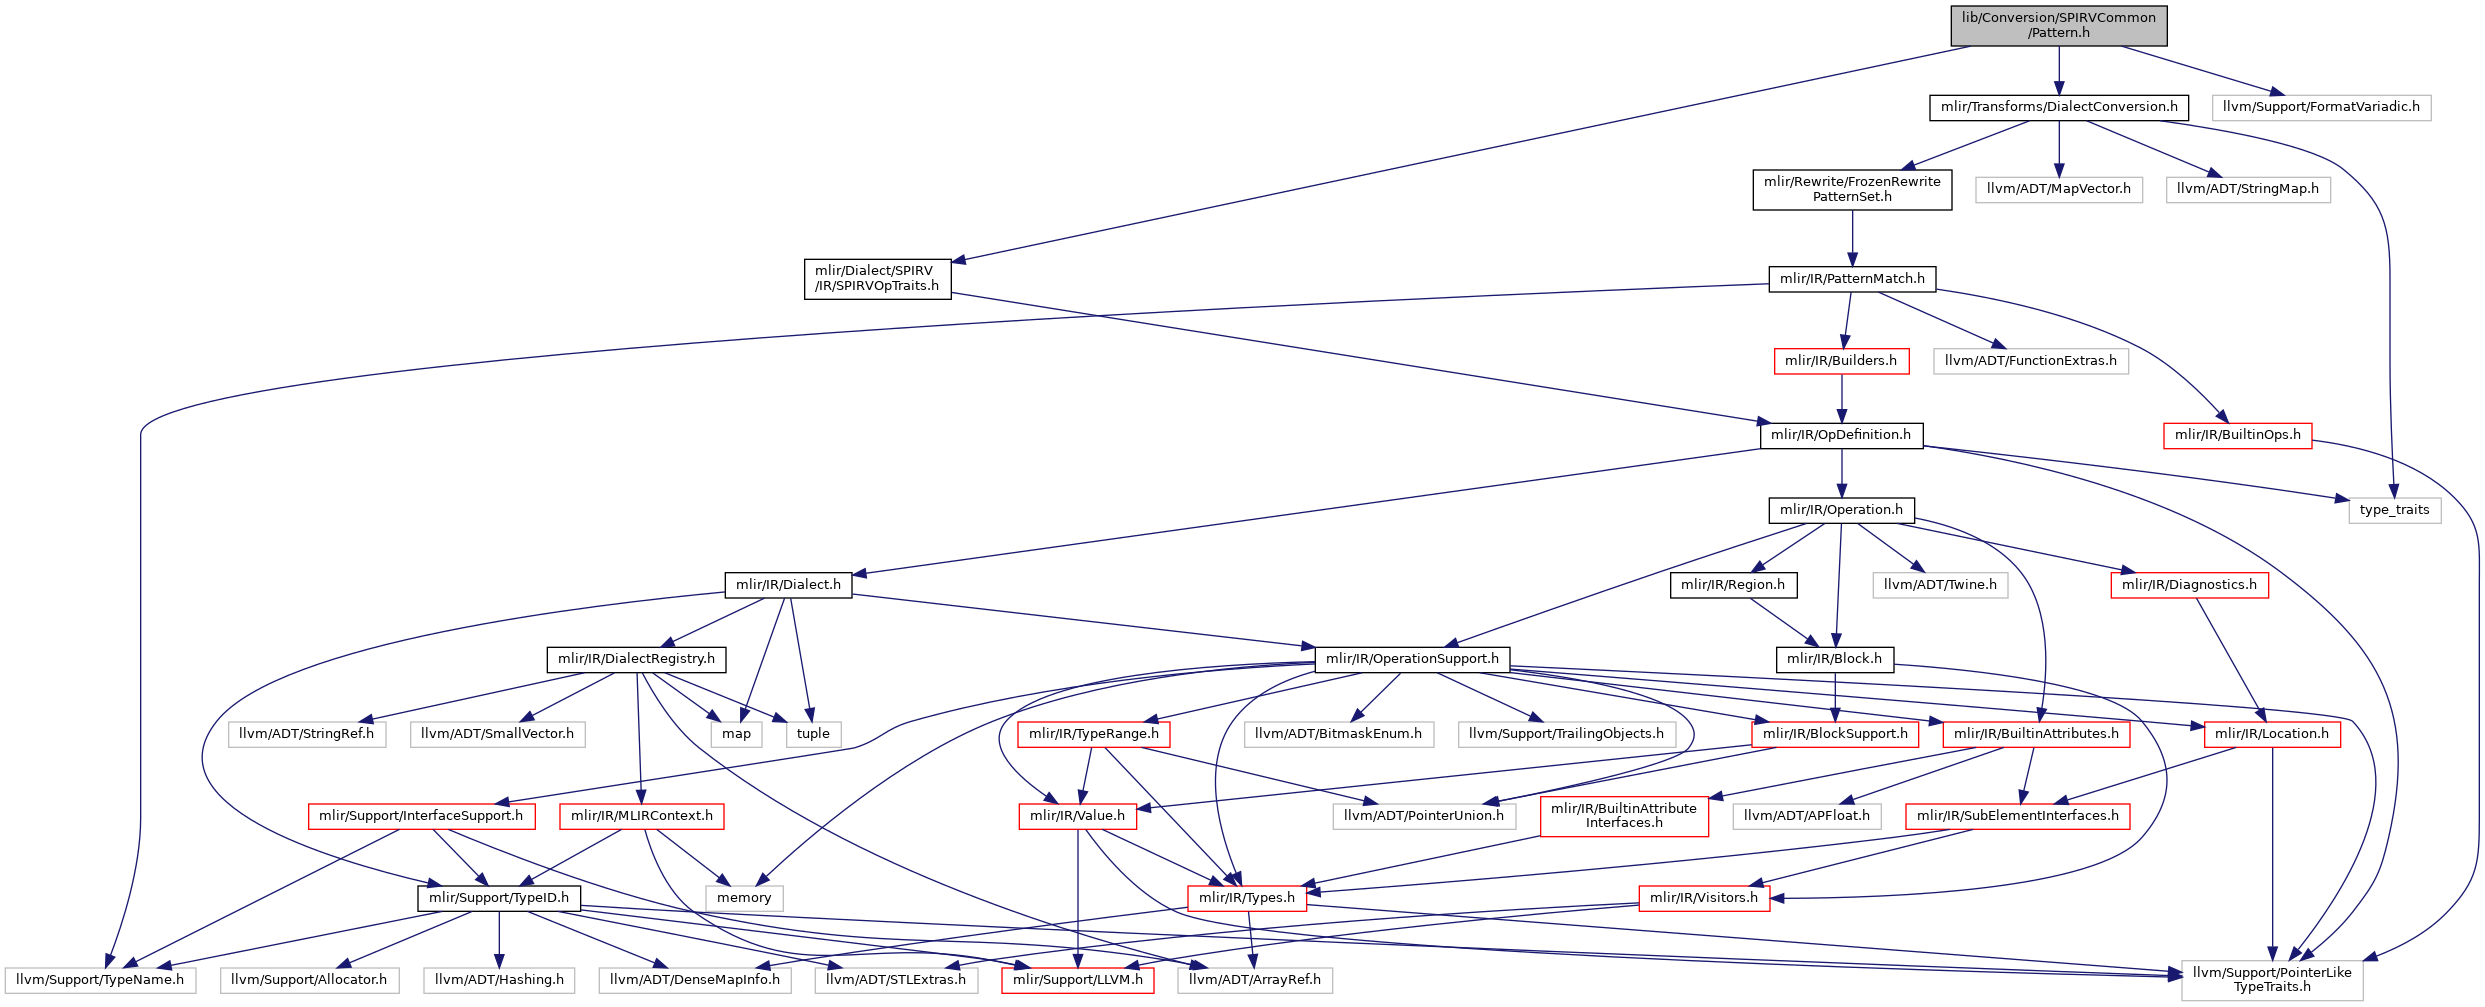 lib/Conversion/SPIRVCommon
/Pattern.h
mlir/Transforms/DialectConversion.h
llvm/Support/FormatVariadic.h
mlir/Rewrite/FrozenRewrite
PatternSet.h
llvm/ADT/MapVector.h
llvm/ADT/StringMap.h
mlir/Dialect/SPIRV
/IR/SPIRVOpTraits.h
mlir/IR/PatternMatch.h
mlir/IR/Builders.h
llvm/ADT/FunctionExtras.h
mlir/IR/OpDefinition.h
mlir/IR/BuiltinOps.h
mlir/IR/Operation.h
type_traits
mlir/IR/Dialect.h
mlir/IR/Region.h
llvm/ADT/Twine.h
mlir/IR/Diagnostics.h
mlir/IR/DialectRegistry.h
mlir/IR/OperationSupport.h
mlir/IR/Block.h
llvm/ADT/StringRef.h
llvm/ADT/SmallVector.h
map
tuple
mlir/IR/TypeRange.h
llvm/ADT/BitmaskEnum.h
llvm/Support/TrailingObjects.h
mlir/IR/BlockSupport.h
mlir/IR/BuiltinAttributes.h
mlir/IR/Location.h
mlir/Support/InterfaceSupport.h
mlir/IR/MLIRContext.h
mlir/IR/Value.h
llvm/ADT/PointerUnion.h
mlir/IR/BuiltinAttribute
Interfaces.h
llvm/ADT/APFloat.h
mlir/IR/SubElementInterfaces.h
mlir/Support/TypeID.h
memory
mlir/IR/Types.h
mlir/IR/Visitors.h
llvm/Support/TypeName.h
llvm/Support/Allocator.h
llvm/ADT/Hashing.h
llvm/ADT/DenseMapInfo.h
llvm/ADT/STLExtras.h
mlir/Support/LLVM.h
llvm/ADT/ArrayRef.h
llvm/Support/PointerLike
TypeTraits.h